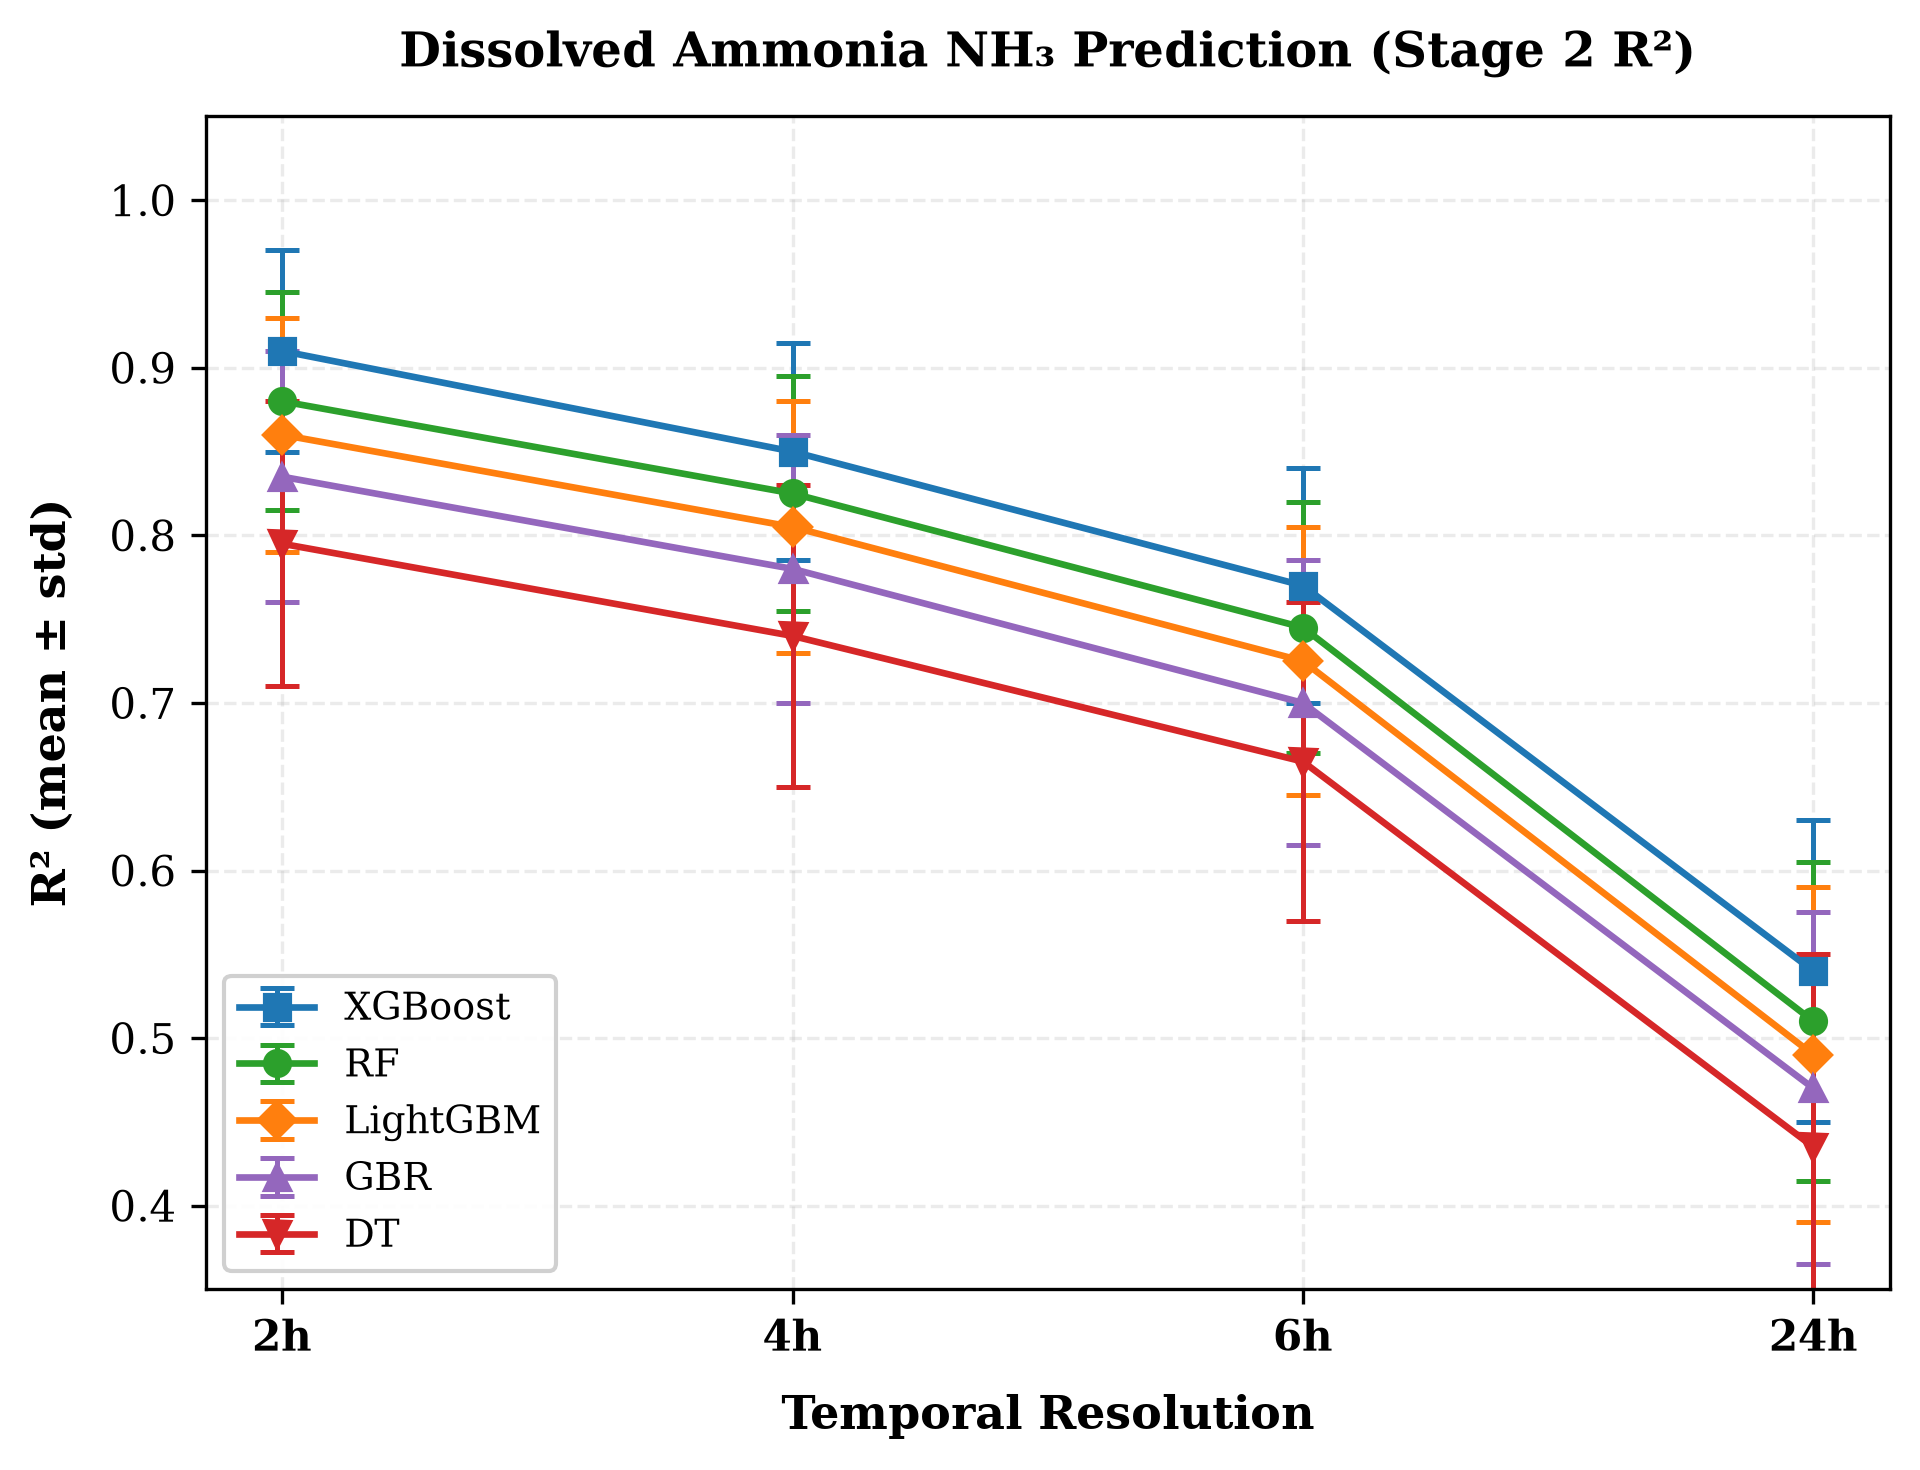 Dissolved Ammonia NH₃ Prediction (Stage 2 R²)
R² (mean ± std)
1.0
0.9
0.8
0.7
0.6
0.5
0.4
XGBoost
RF
LightGBM
GBR
DT
2h 4h 6h 24h
Temporal Resolution